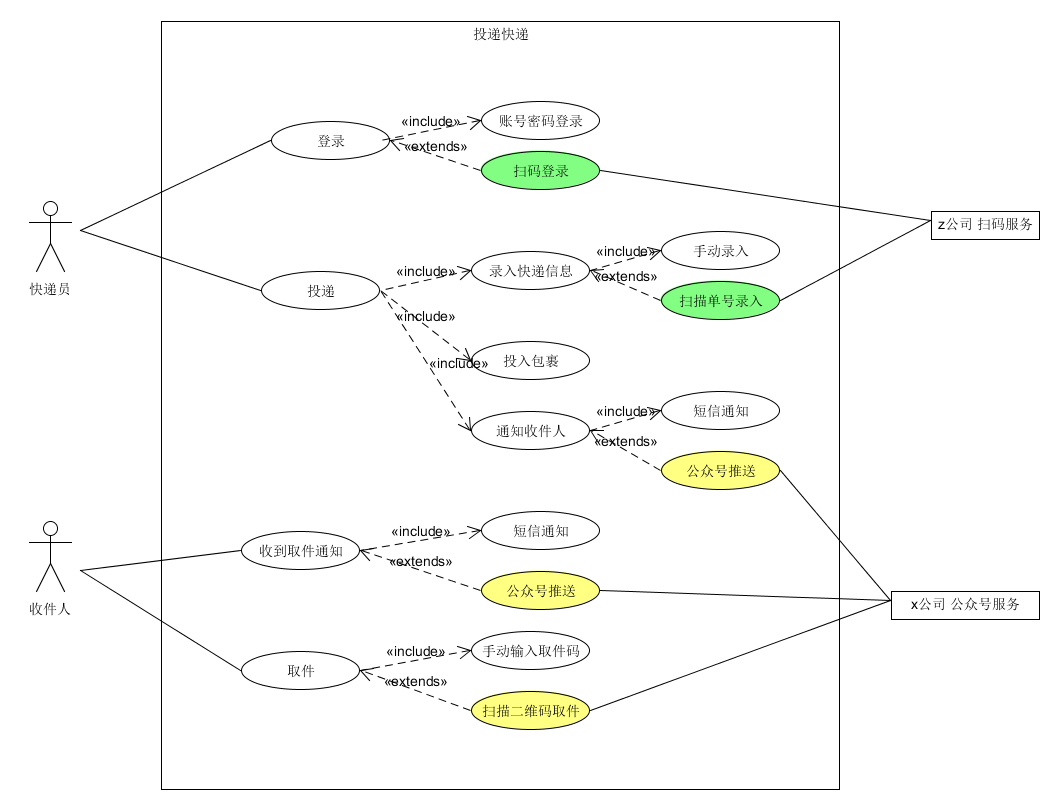 投递快递
«include»
账号密码登录
登录
«extends»
扫码登录
z公司 扫码服务
«include»
手动录入
«include»
录入快递信息
«extends»
快递员
投递
扫描单号录入
«include»
«include»
投入包裹
«include»
短信通知
通知收件人
«extends»
公众号推送
«include»
短信通知
收到取件通知
«extends»
公众号推送
收件人
x公司 公众号服务
«include»
手动输入取件码
取件
«extends»
扫描二维码取件